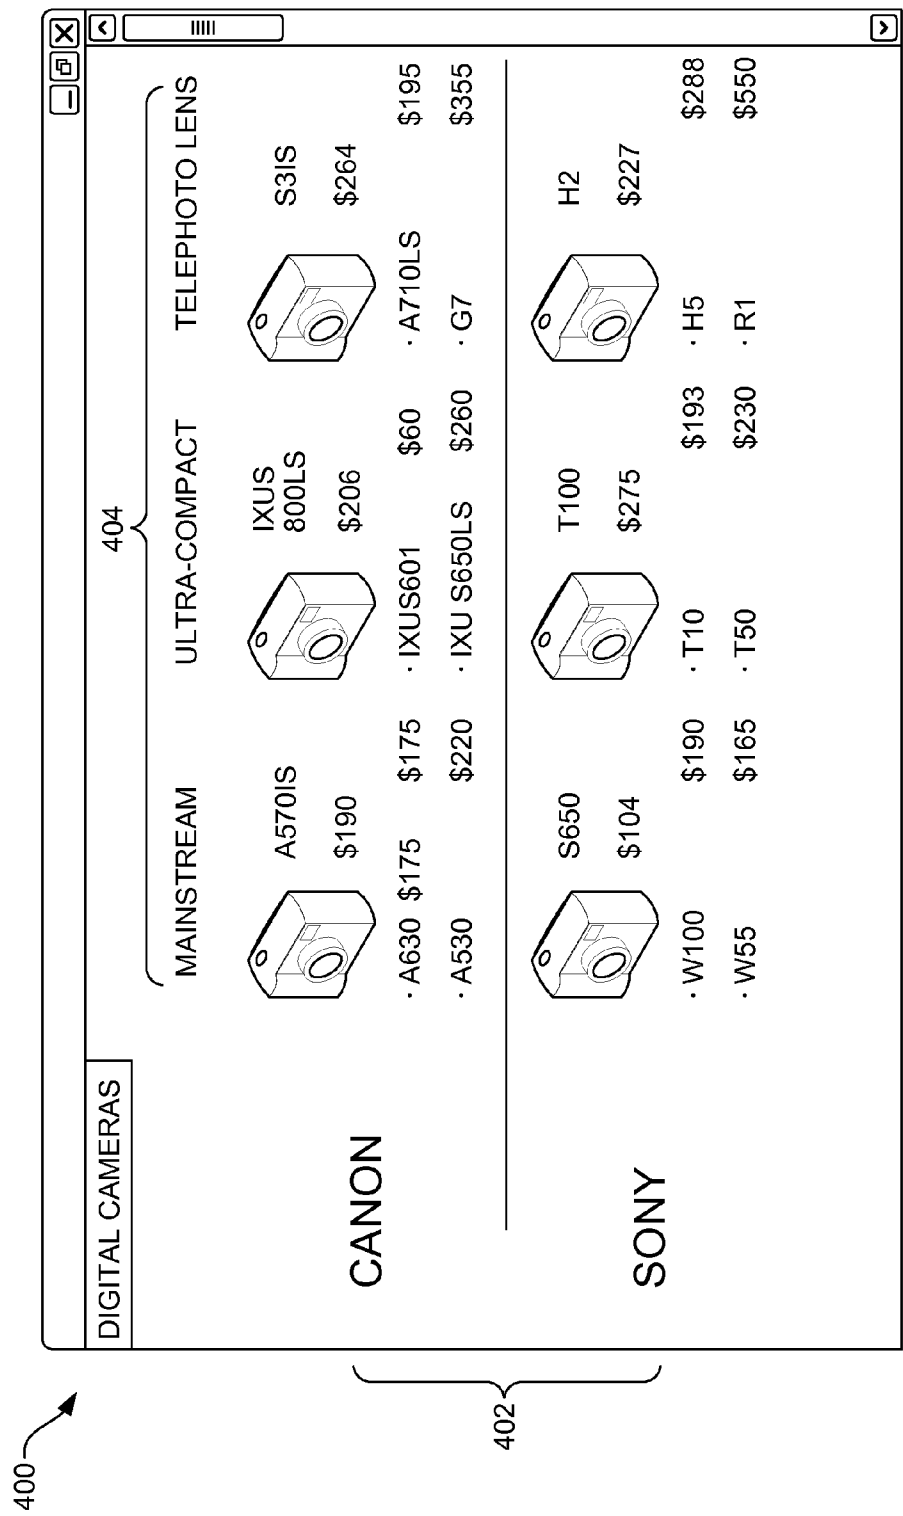 400
DIGITAL CAMERAS
404
MAINSTREAM ULTRA-COMPACT TELEPHOTO LENS
402
CANON
A570IS
$190
· A630 $175 $175
· A530 $220
IXUS
800LS
$206
· IXUS601 $60
· IXU S650LS $260
S3IS
$264
· A710LS $195
· G7 $355
SONY
S650
$104
· W100 $190
· W55 $165
T100
$275
· T10 $193
· T50 $230
H2
$227
· H5 $288
· R1 $550